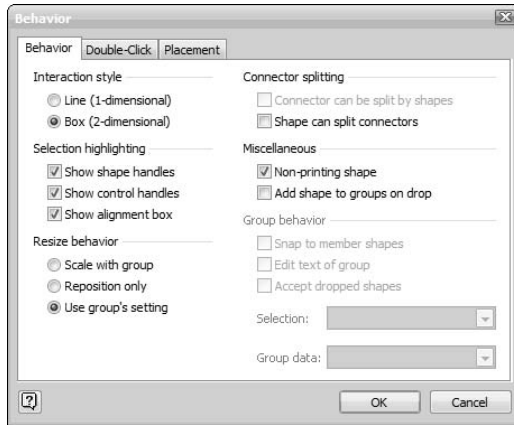 Behavior
Behavior
Double-Click
Placement
Interaction style
Line (1-dimensional)
Box (2-dimensional)
Selection highlighting
Show shape handles
Show control handles
Show alignment box
Resize behavior
Scale with group
Reposition only
Use group's setting
Connector splitting
Connector can be split by shapes
Shape can split connectors
Miscellaneous
Non-printing shape
Add shape to groups on drop
Group behavior
Snap to member shapes
Edit text of group
Accept dropped shapes
Selection:
Group data:
?
OK
Cancel